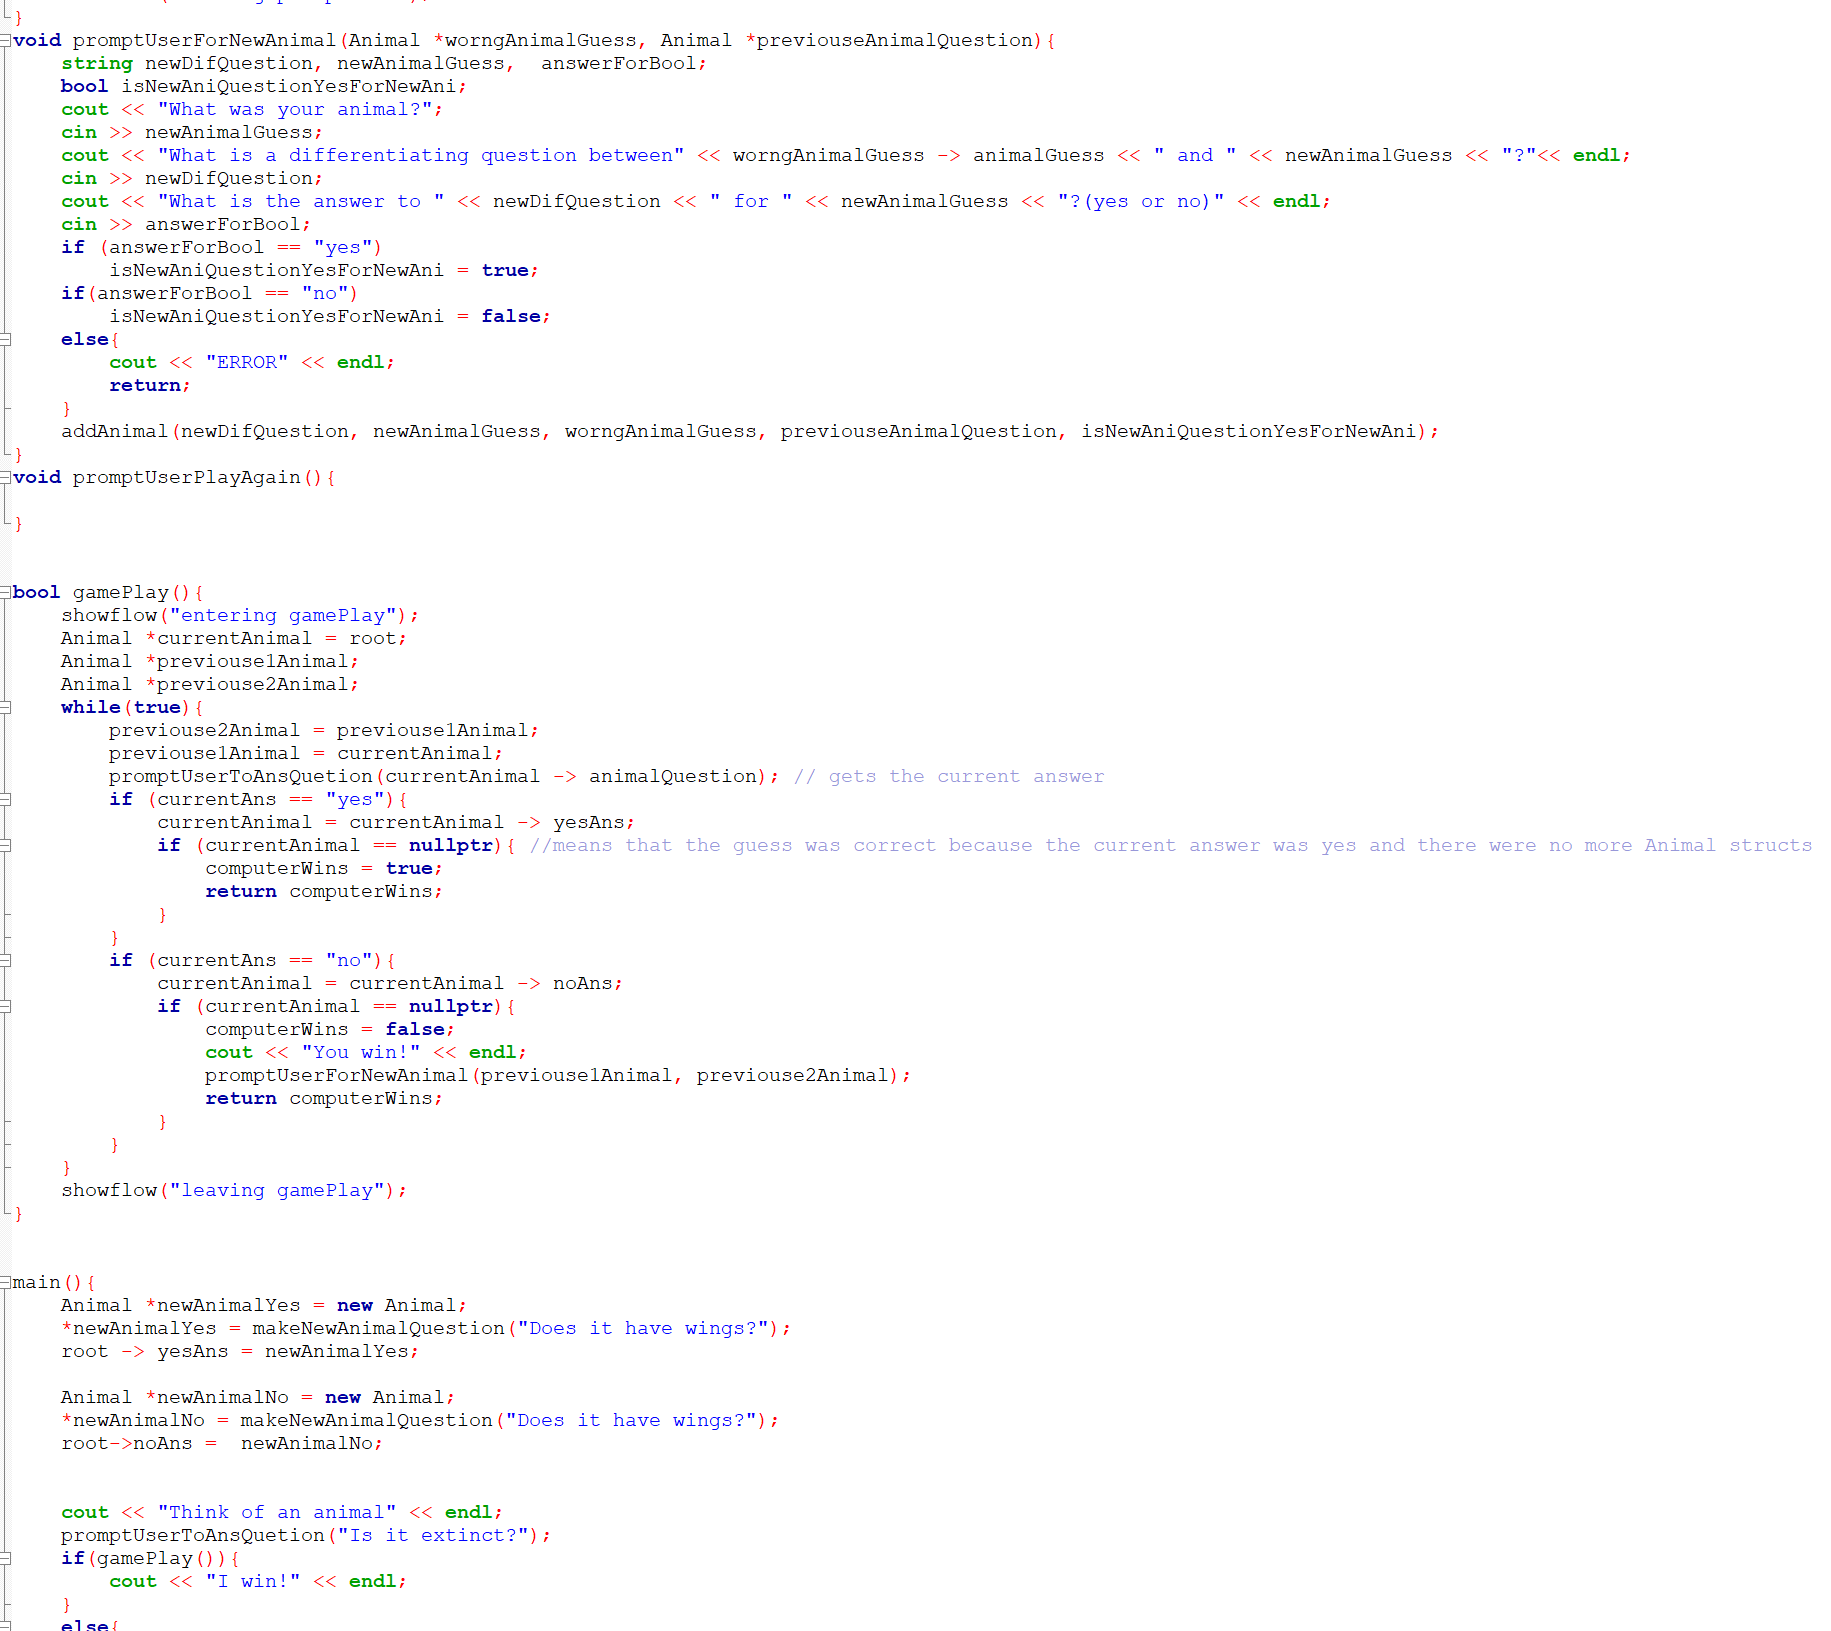 }
void promptUserForNewAnimal(Animal *worngAnimalGuess, Animal *previouseAnimalQuestion){
    string newDifQuestion, newAnimalGuess,  answerForBool;
    bool isNewAniQuestionYesForNewAni;
    cout << "What was your animal?";
    cin >> newAnimalGuess;
    cout << "What is a differentiating question between" << worngAnimalGuess -> animalGuess << " and " << newAnimalGuess << "?"<< endl;
    cin >> newDifQuestion;
    cout << "What is the answer to " << newDifQuestion << " for " << newAnimalGuess << "?(yes or no)" << endl;
    cin >> answerForBool;
    if (answerForBool == "yes")
        isNewAniQuestionYesForNewAni = true;
    if(answerForBool == "no")
        isNewAniQuestionYesForNewAni = false;
    else{
        cout << "ERROR" << endl;
        return;
    }
    addAnimal(newDifQuestion, newAnimalGuess, worngAnimalGuess, previouseAnimalQuestion, isNewAniQuestionYesForNewAni);
}
void promptUserPlayAgain(){
}
bool gamePlay(){
    showflow("entering gamePlay");
    Animal *currentAnimal = root;
    Animal *previouse1Animal;
    Animal *previouse2Animal;
    while(true){
        previouse2Animal = previouse1Animal;
        previouse1Animal = currentAnimal;
        promptUserToAnsQuetion(currentAnimal -> animalQuestion); // gets the current answer
        if (currentAns == "yes"){
            currentAnimal = currentAnimal -> yesAns;
            if (currentAnimal == nullptr){ //means that the guess was correct because the current answer was yes and there were no more Animal structs
                computerWins = true;
                return computerWins;
            }
        }
        if (currentAns == "no"){
            currentAnimal = currentAnimal -> noAns;
            if (currentAnimal == nullptr){
                computerWins = false;
                cout << "You win!" << endl;
                promptUserForNewAnimal(previouse1Animal, previouse2Animal);
                return computerWins;
            }
        }
    }
    showflow("leaving gamePlay");
}
main(){
    Animal *newAnimalYes = new Animal;
    *newAnimalYes = makeNewAnimalQuestion("Does it have wings?");
    root -> yesAns = newAnimalYes;
    Animal *newAnimalNo = new Animal;
    *newAnimalNo = makeNewAnimalQuestion("Does it have wings?");
    root->noAns =  newAnimalNo;
    cout << "Think of an animal" << endl;
    promptUserToAnsQuetion("Is it extinct?");
    if(gamePlay()){
        cout << "I win!" << endl;
    }
    else{